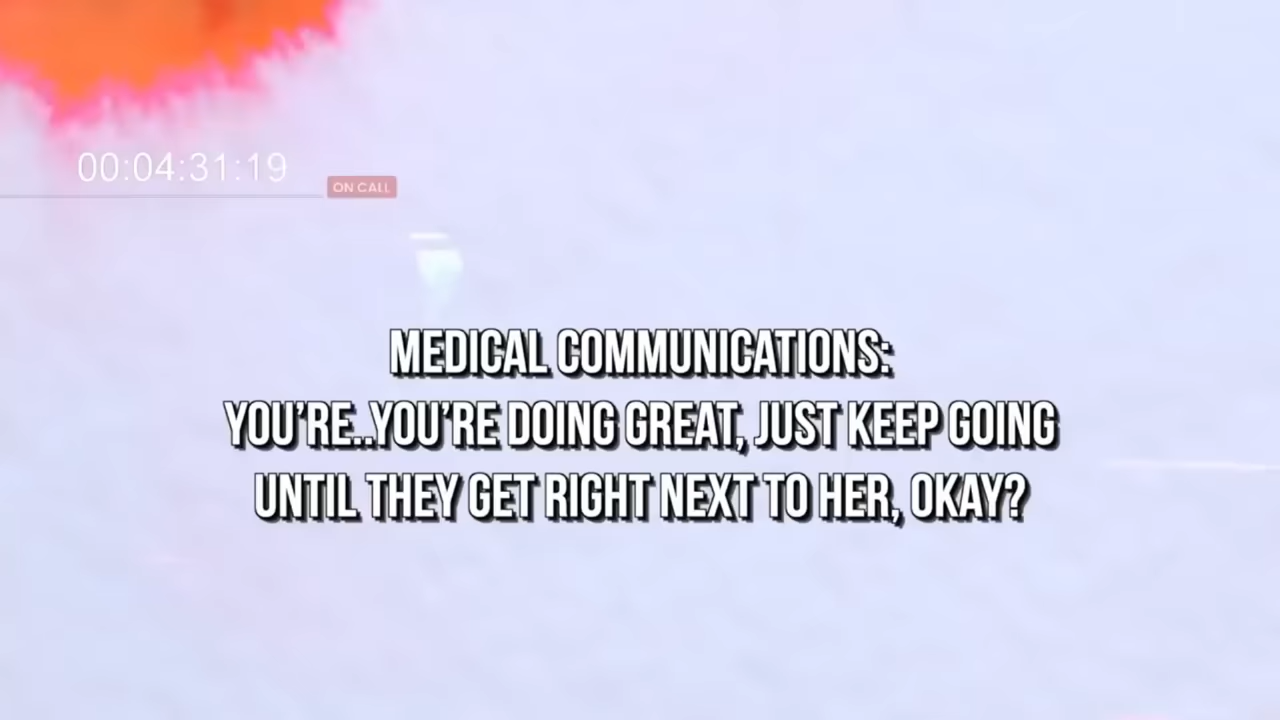 00:04:31:19
ON CALL
MEDICAL COMMUNICATIONS:
YOU’RE..YOU’RE DOING GREAT, JUST KEEP GOING
UNTIL THEY GET RIGHT NEXT TO HER, OKAY?